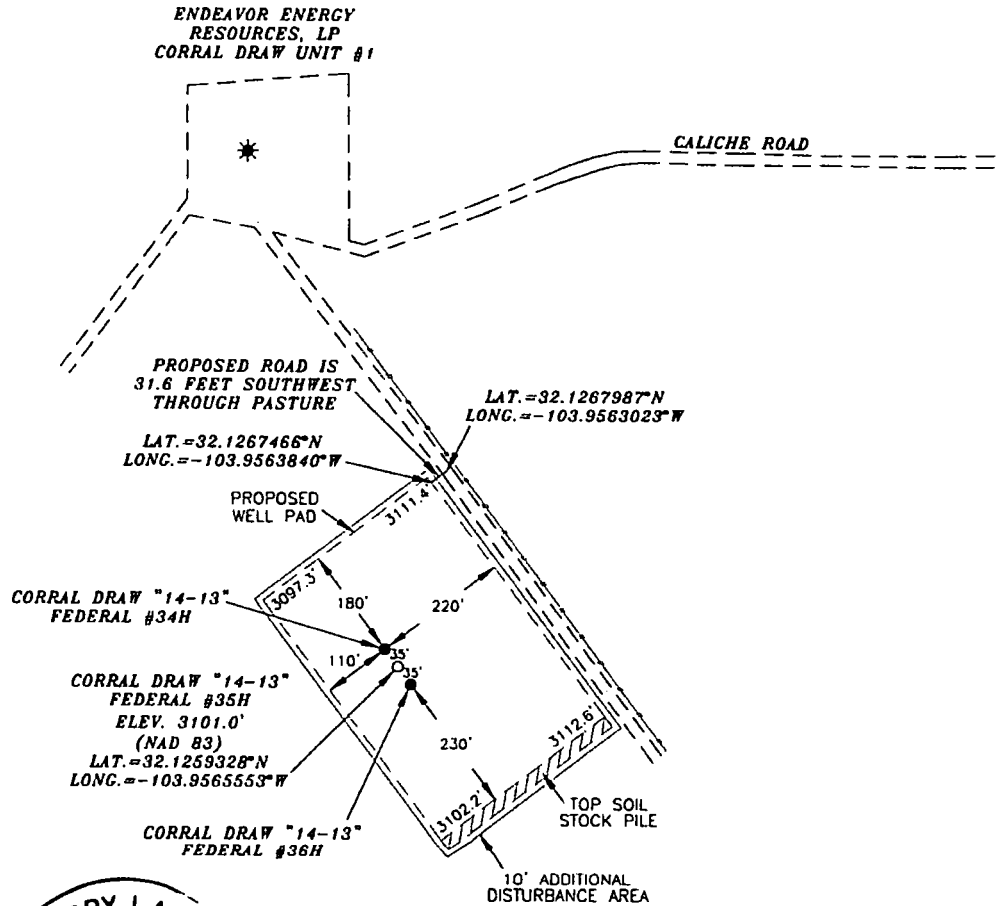 ENDEAVOR ENERGY
RESOURCES, LP
CORRAL DRAW UNIT #1
CALICHE ROAD
PROPOSED ROAD IS
31.6 FEET SOUTHWEST
THROUGH PASTURE
LAT.=32.1267987°N
LONG.=-103.9563023°W
LAT.=32.1267466°N
LONG.=-103.9563840°W
PROPOSED
WELL PAD
3111.4'
3097.3'
CORRAL DRAW "14-13"
FEDERAL #34H
180'
220'
110'
35'
35'
CORRAL DRAW "14-13"
FEDERAL #35H
ELEV. 3101.0'
(NAD 83)
LAT.=32.1259328°N
LONG.=-103.9565553°W
230'
3112.6'
3102.2'
TOP SOIL
STOCK PILE
CORRAL DRAW "14-13"
FEDERAL #36H
10' ADDITIONAL
DISTURBANCE AREA